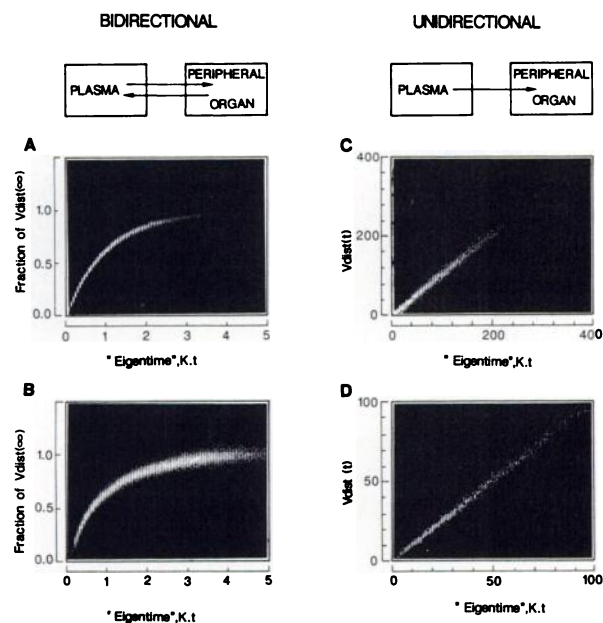 BIDIRECTIONAL
UNIDIRECTIONAL
PLASMA
PERIPHERAL
ORGAN
PLASMA
PERIPHERAL
ORGAN
A
Fraction of Vdist(∞)
1.0
0.5
0.0
0 1 2 3 4 5
" Eigentime",K.t
C
Vdist(t)
400
200
0
0 200 400
" Eigentime",K.t
B
Fraction of Vdist(∞)
1.0
0.5
0.0
0 1 2 3 4 5
" Eigentime",K.t
D
Vdist (t)
100
50
0
0 50 100
" Eigentime",K.t